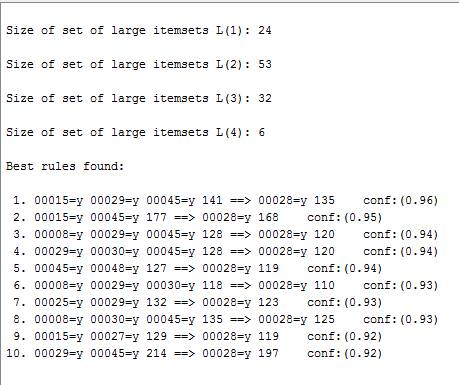 Size of set of large itemsets L(1): 24
Size of set of large itemsets L(2): 53
Size of set of large itemsets L(3): 32
Size of set of large itemsets L(4): 6
Best rules found:
1. 00015=y 00029=y 00045=y 141 ==> 00028=y 135 conf:(0.96)
2. 00015=y 00045=y 177 ==> 00028=y 168 conf:(0.95)
3. 00008=y 00029=y 00045=y 128 ==> 00028=y 120 conf:(0.94)
4. 00029=y 00030=y 00045=y 128 ==> 00028=y 120 conf:(0.94)
5. 00045=y 00048=y 127 ==> 00028=y 119 conf:(0.94)
6. 00008=y 00029=y 00030=y 118 ==> 00028=y 110 conf:(0.93)
7. 00025=y 00029=y 132 ==> 00028=y 123 conf:(0.93)
8. 00008=y 00030=y 00045=y 135 ==> 00028=y 125 conf:(0.93)
9. 00015=y 00027=y 129 ==> 00028=y 119 conf:(0.92)
10. 00029=y 00045=y 214 ==> 00028=y 197 conf:(0.92)